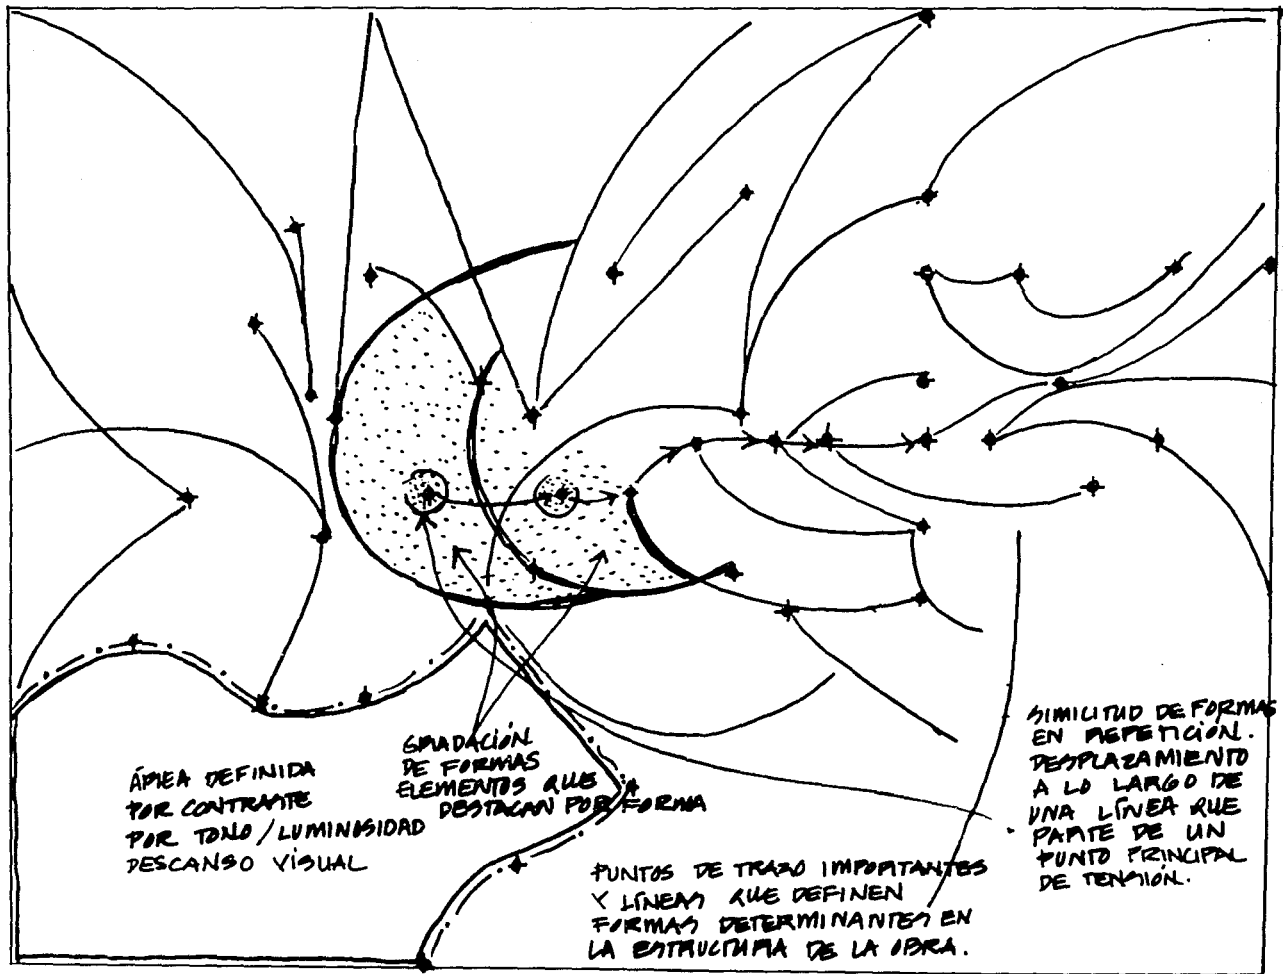 ÁREA DEFINIDA
POR CONTRASTE
POR TONO / LUMINOSIDAD
DESCANSO VISUAL
GRADACIÓN
DE FORMAS
ELEMENTOS QUE
DESTACAN POR FORMA
PUNTOS DE TRAZO IMPORTANTES
Y LÍNEAS QUE DEFINEN
FORMAS DETERMINANTES EN
LA ESTRUCTURA DE LA OBRA.
SIMILITUD DE FORMAS
EN REPETICIÓN.
DESPLAZAMIENTO
A LO LARGO DE
UNA LÍNEA QUE
PARTE DE UN
PUNTO PRINCIPAL
DE TENSIÓN.